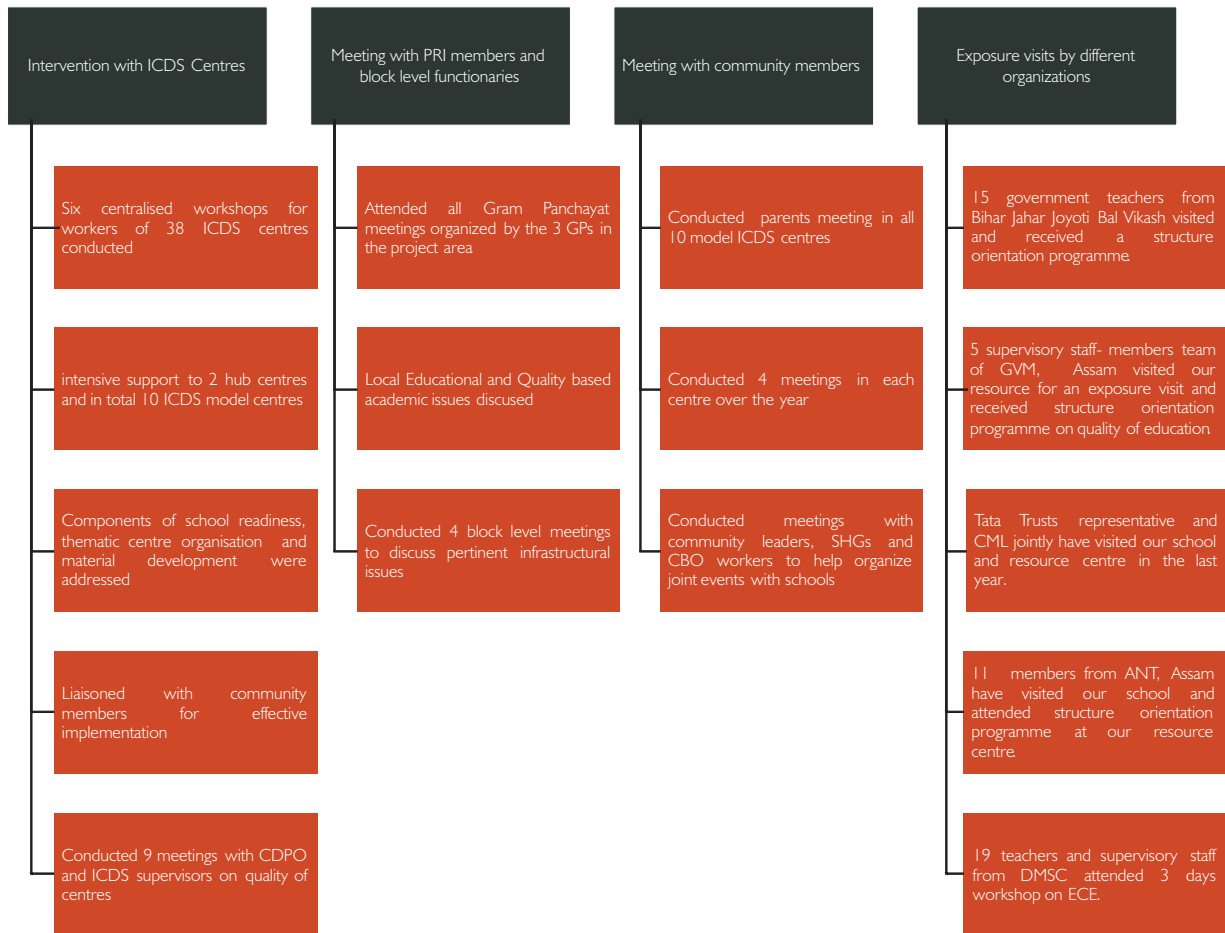 Intervention with ICDS Centres
Six centralised workshops for
workers of 38 ICDS centres
conducted
intensive support to 2 hub centres
and in total 10 ICDS model centres
Components of school readiness,
thematic centre organisation and
material development were
addressed
Liaisoned with community
members for effective
implementation
Conducted 9 meetings with CDPO
and ICDS supervisors on quality of
centres
Meeting with PRI members and
block level functionaries
Attended all Gram Panchayat
meetings organized by the 3 GPs in
the project area
Local Educational and Quality based
academic issues discused
Conducted 4 block level meetings
to discuss pertinent infrastructural
issues
Meeting with community members
Conducted parents meeting in all
10 model ICDS centres
Conducted 4 meetings in each
centre over the year
Conducted meetings with
community leaders, SHGs and
CBO workers to help organize
joint events with schools
Exposure visits by different
organizations
15 government teachers from
Bihar Jahar Joyoti Bal Vikash visited
and received a structure
orientation programme.
5 supervisory staff- members team
of GVM, Assam visited our
resource for an exposure visit and
received structure orientation
programme on quality of education.
Tata Trusts representative and
CML jointly have visited our school
and resource centre in the last
year.
11 members from ANT, Assam
have visited our school and
attended structure orientation
programme at our resource
centre.
19 teachers and supervisory staff
from DMSC attended 3 days
workshop on ECE.